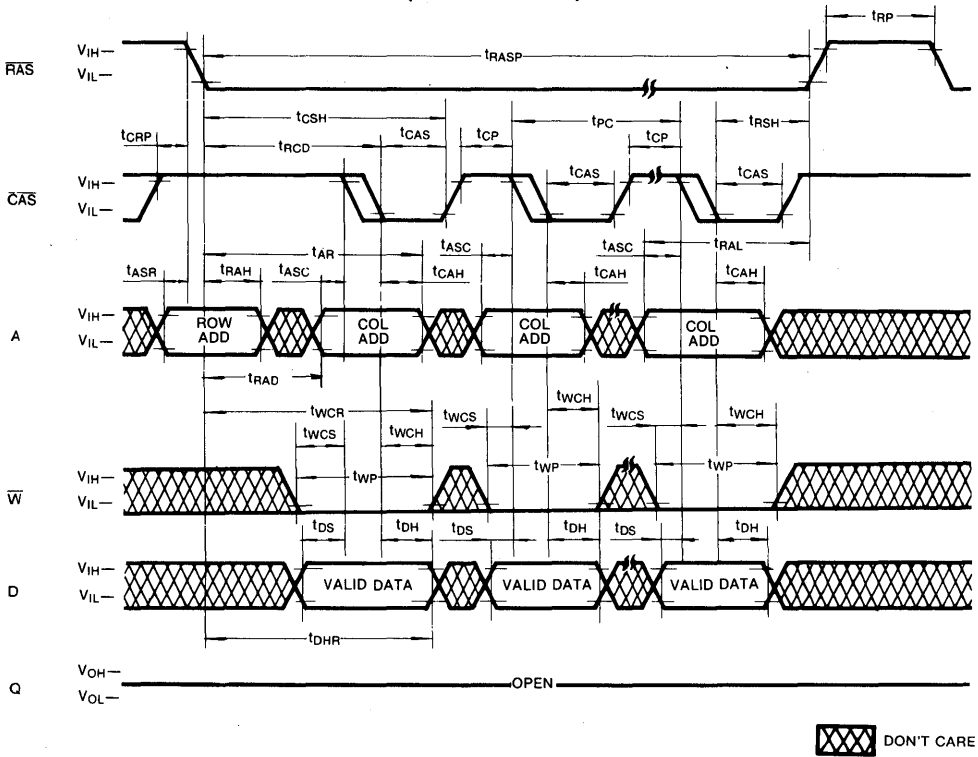 tRP
VIH
RAS
tRASP
VIL
tCSH
tCRP
tRCD
tCAS
tCP
tPC
tCP
tRSH
VIH
CAS
VIL
tCAS
tCAS
tAR
tASC
tASC
tRAL
tASR
tRAH
tASC
tCAH
tCAH
tCAH
VIH
A
VIL
ROW ADD
COL ADD
COL ADD
COL ADD
tRAD
tWCR
tWCH
tWCS
tWCH
tWCS
tWCS
tWCH
VIH
W
VIL
tWP
tWP
tWP
tDS
tDH
tDS
tDH
tDS
tDH
VIH
D
VIL
VALID DATA
VALID DATA
VALID DATA
tDHR
VOH
Q
VOL
OPEN
DON'T CARE